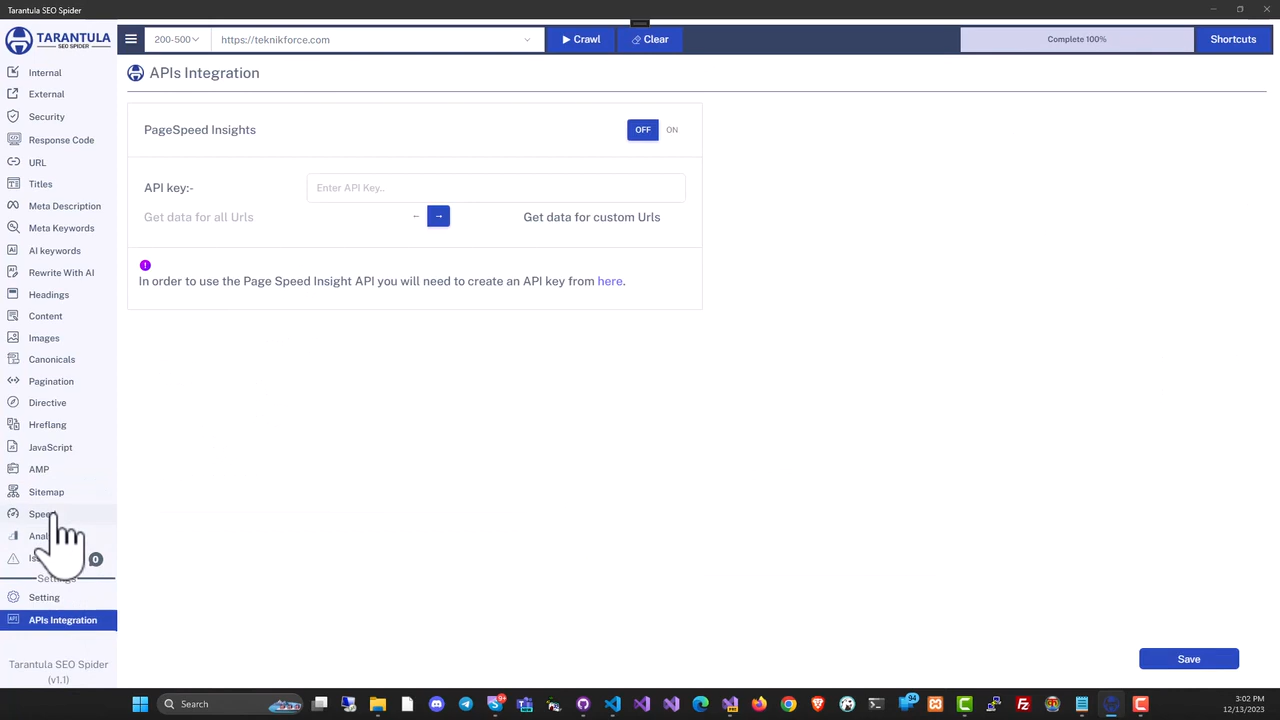 Tarantula SEO Spider
TARANTULA
SEO SPIDER
200-500
https://teknikforce.com
Crawl
Clear
Complete 100%
Shortcuts
Internal
External
Security
Response Code
URL
Titles
Meta Description
Meta Keywords
AI keywords
Rewrite With AI
Headings
Content
Images
Canonicals
Pagination
Directive
Hreflang
JavaScript
AMP
Sitemap
0
Setting
APIs Integration
Tarantula SEO Spider
(v1.1)
APIs Integration
PageSpeed Insights
OFF
ON
API key:-
Enter API Key..
Get data for all Urls
← →
Get data for custom Urls
!
In order to use the Page Speed Insight API you will need to create an API key from here.
Save
Search
9+
94
3:02 PM
12/13/2023